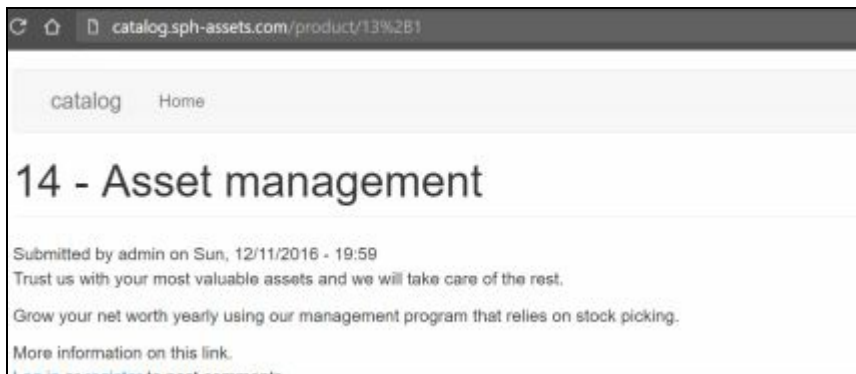 catalog.sph-assets.com/product/13%2B1
catalog Home
14 - Asset management
Submitted by admin on Sun, 12/11/2016 - 19:59
Trust us with your most valuable assets and we will take care of the rest.
Grow your net worth yearly using our management program that relies on stock picking.
More information on this link.